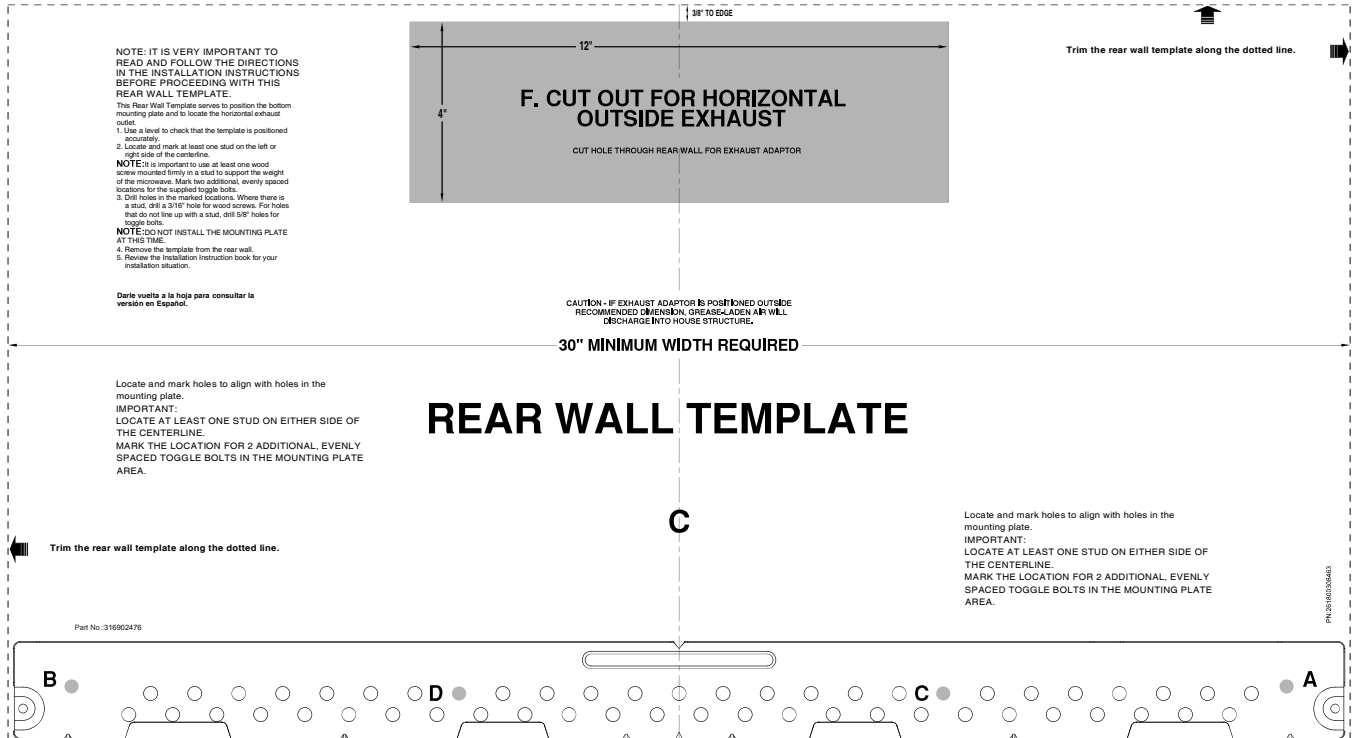 3/8" TO EDGE
Trim the rear wall template along the dotted line.
NOTE: IT IS VERY IMPORTANT TO
READ AND FOLLOW THE DIRECTIONS
IN THE INSTALLATION INSTRUCTIONS
BEFORE PROCEEDING WITH THIS
REAR WALL TEMPLATE.
This Rear Wall Template serves to position the bottom
mounting plate and to locate the horizontal exhaust
outlet.
1. Use a level to check that the template is positioned
accurately.
2. Locate and mark at least one stud on the left or
right side of the centerline.
NOTE:It is important to use at least one wood
screw mounted firmly in a stud to support the weight
of the microwave. Mark two additional, evenly spaced
locations for the supplied toggle bolts.
3. Drill holes in the marked locations. Where there is
a stud, drill a 3/16" hole for wood screws. For holes
that do not line up with a stud, drill 5/8" holes for
toggle bolts.
NOTE:DO NOT INSTALL THE MOUNTING PLATE
AT THIS TIME.
4. Remove the template from the rear wall.
5. Review the Installation Instruction book for your
installation situation.
Darle vuelta a la hoja para consultar la
versión en Español.
12"
4"
F. CUT OUT FOR HORIZONTAL
OUTSIDE EXHAUST
CUT HOLE THROUGH REAR WALL FOR EXHAUST ADAPTOR
CAUTION - IF EXHAUST ADAPTOR IS POSITIONED OUTSIDE
RECOMMENDED DIMENSION, GREASE-LADEN AIR WILL
DISCHARGE INTO HOUSE STRUCTURE.
30" MINIMUM WIDTH REQUIRED
Locate and mark holes to align with holes in the
mounting plate.
IMPORTANT:
LOCATE AT LEAST ONE STUD ON EITHER SIDE OF
THE CENTERLINE.
MARK THE LOCATION FOR 2 ADDITIONAL, EVENLY
SPACED TOGGLE BOLTS IN THE MOUNTING PLATE
AREA.
REAR WALL TEMPLATE
C
Locate and mark holes to align with holes in the
mounting plate.
IMPORTANT:
LOCATE AT LEAST ONE STUD ON EITHER SIDE OF
THE CENTERLINE.
MARK THE LOCATION FOR 2 ADDITIONAL, EVENLY
SPACED TOGGLE BOLTS IN THE MOUNTING PLATE
AREA.
Trim the rear wall template along the dotted line.
PN:261800308463
Part No.:316902476
B
D
C
A